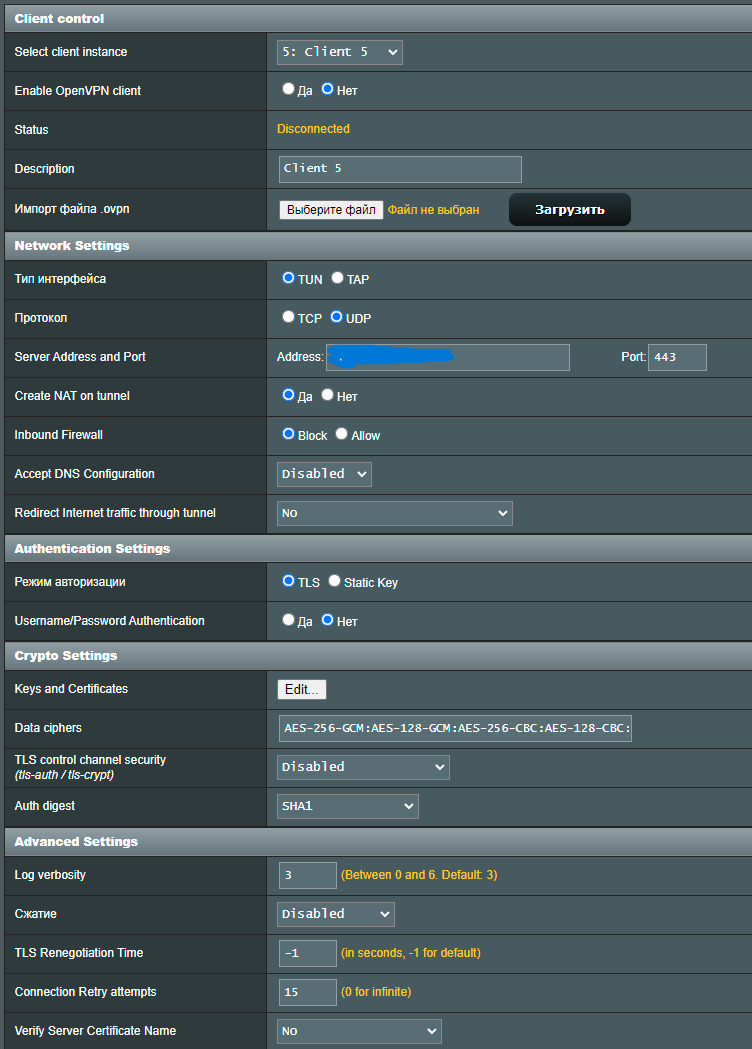 Client control
Select client instance 5: Client 5
Enable OpenVPN client Да Нет
Status Disconnected
Description Client 5
Импорт файла .ovpn Выберите файл Файл не выбран Загрузить
Network Settings
Тип интерфейса TUN TAP
Протокол TCP UDP
Server Address and Port Address: Port: 443
Create NAT on tunnel Да Нет
Inbound Firewall Block Allow
Accept DNS Configuration Disabled
Redirect Internet traffic through tunnel No
Authentication Settings
Режим авторизации TLS Static Key
Username/Password Authentication Да Нет
Crypto Settings
Keys and Certificates Edit...
Data ciphers AES-256-GCM:AES-128-GCM:AES-256-CBC:AES-128-CBC:
TLS control channel security Disabled
(tls-auth / tls-crypt)
Auth digest SHA1
Advanced Settings
Log verbosity 3 (Between 0 and 6. Default: 3)
Сжатие Disabled
TLS Renegotiation Time -1 (in seconds, -1 for default)
Connection Retry attempts 15 (0 for infinite)
Verify Server Certificate Name No